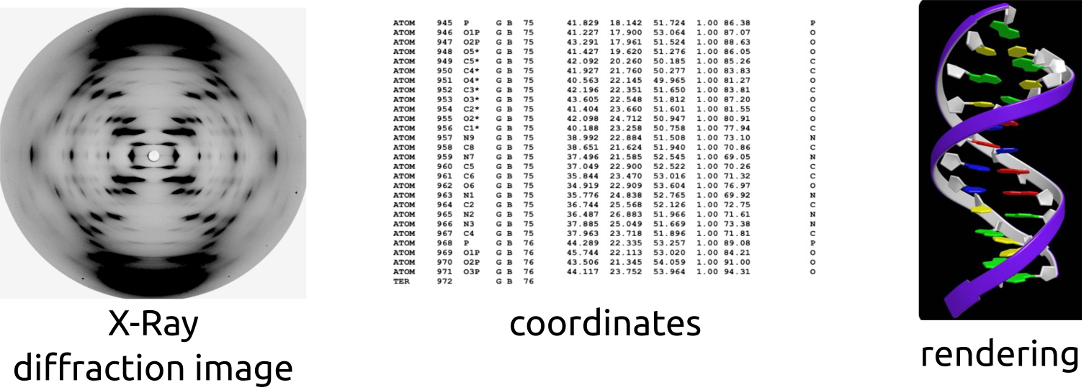 ATOM 945 P G B 75 41.829 18.142 51.724 1.00 86.38 P
ATOM 946 O1P G B 75 41.227 17.900 53.064 1.00 87.07 O
ATOM 947 O2P G B 75 43.291 17.961 51.524 1.00 88.63 O
ATOM 948 O5* G B 75 41.427 19.620 51.276 1.00 86.05 O
ATOM 949 C5* G B 75 42.092 20.260 50.185 1.00 85.26 C
ATOM 950 C4* G B 75 41.927 21.760 50.277 1.00 83.83 C
ATOM 951 O4* G B 75 40.563 22.145 49.965 1.00 81.27 O
ATOM 952 C3* G B 75 42.196 22.351 51.650 1.00 83.81 C
ATOM 953 O3* G B 75 43.605 22.548 51.812 1.00 87.20 O
ATOM 954 C2* G B 75 41.404 23.660 51.601 1.00 81.55 C
ATOM 955 O2* G B 75 42.098 24.712 50.947 1.00 80.91 O
ATOM 956 C1* G B 75 40.188 23.258 50.758 1.00 77.94 C
ATOM 957 N9 G B 75 38.992 22.884 51.508 1.00 73.10 N
ATOM 958 C8 G B 75 38.651 21.624 51.940 1.00 70.86 C
ATOM 959 N7 G B 75 37.496 21.585 52.545 1.00 69.05 N
ATOM 960 C5 G B 75 37.049 22.900 52.522 1.00 70.26 C
ATOM 961 C6 G B 75 35.844 23.470 53.016 1.00 71.32 C
ATOM 962 O6 G B 75 34.919 22.909 53.604 1.00 76.97 O
ATOM 963 N1 G B 75 35.776 24.838 52.765 1.00 69.92 N
ATOM 964 C2 G B 75 36.744 25.568 52.126 1.00 72.75 C
ATOM 965 N2 G B 75 36.487 26.883 51.966 1.00 71.61 N
ATOM 966 N3 G B 75 37.885 25.049 51.669 1.00 73.38 N
ATOM 967 C4 G B 75 37.963 23.718 51.896 1.00 71.81 C
ATOM 968 P G B 76 44.289 22.335 53.257 1.00 89.08 P
ATOM 969 O1P G B 76 45.744 22.113 53.020 1.00 84.21 O
ATOM 970 O2P G B 76 43.506 21.345 54.059 1.00 91.00 O
ATOM 971 O3P G B 76 44.117 23.752 53.964 1.00 94.31 O
TER 972 G B 76
X-Ray
diffraction image
coordinates
rendering